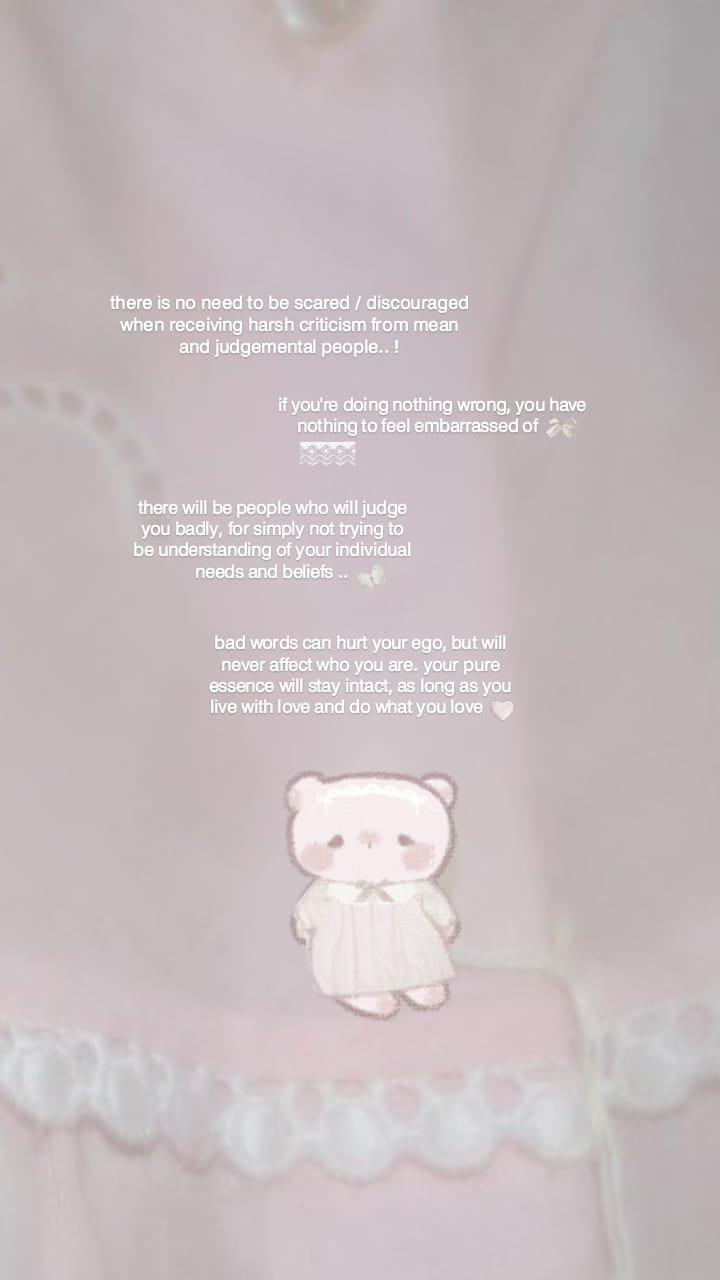 there is no need to be scared / discouraged
when receiving harsh criticism from mean
and judgemental people.. !
if you're doing nothing wrong, you have
nothing to feel embarrassed of
there will be people who will judge
you badly, for simply not trying to
be understanding of your individual
needs and beliefs ..
bad words can hurt your ego, but will
never affect who you are. your pure
essence will stay intact, as long as you
live with love and do what you love